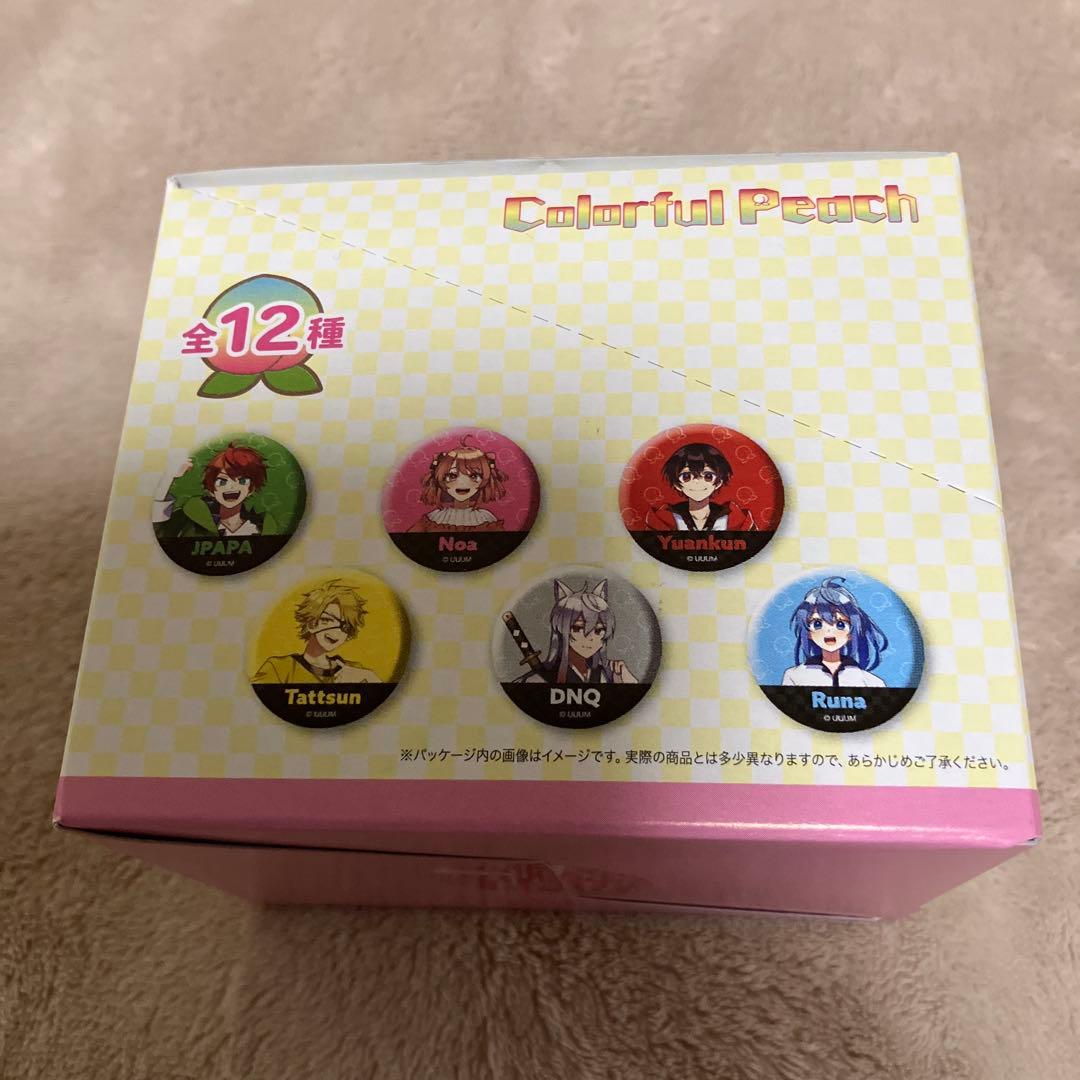 Colorful Peach
全12種
JPAPA
© UUUM
Noa
© UUUM
Yuankun
© UUUM
Tattsun
© UUUM
DNQ
© UUUM
Runa
© UUUM
※パッケージ内の画像はイメージです。実際の商品とは多少異なりますので、あらかじめご了承ください。